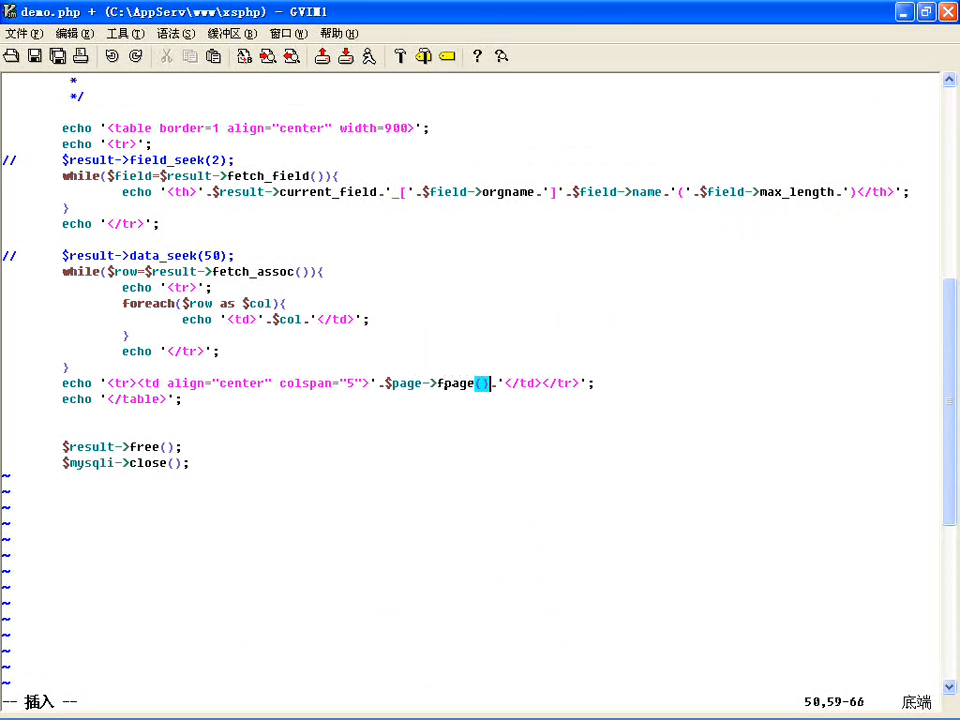 demo.php + (C:\AppServ\www\xsphp) - GVIM1
文件(F) 编辑(E) 工具(T) 语法(S) 缓冲区(B) 窗口(W) 帮助(H)
*
*/
echo '<table border=1 align="center" width=900>';
echo '<tr>';
// $result->field_seek(2);
while($field=$result->fetch_field()){
echo '<th>'.$result->current_field.'_['.$field->orgname.']'.$field->name.'('.$field->max_length.')</th>';
}
echo '</tr>';
// $result->data_seek(50);
while($row=$result->fetch_assoc()){
echo '<tr>';
foreach($row as $col){
echo '<td>'.$col.'</td>';
}
echo '</tr>';
}
echo '<tr><td align="center" colspan="5">'.$page->fpage().'</td></tr>';
echo '</table>';
$result->free();
$mysqli->close();
~
~
~
~
~
~
~
~
~
~
~
~
~
~
-- 插入 -- 50,59-66 底端